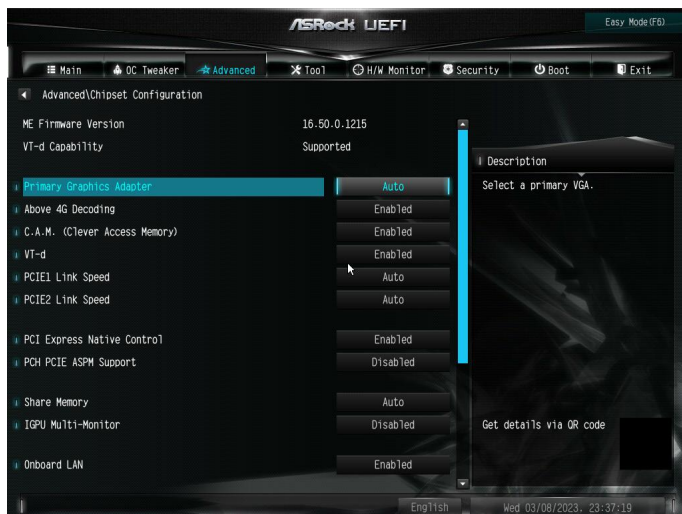 ASRock UEFI
Easy Mode(F6)
Main OC Tweaker Advanced Tool H/W Monitor Security Boot Exit
Advanced\Chipset Configuration
ME Firmware Version 16.50.0.1215
VT-d Capability Supported
Description
Primary Graphics Adapter Auto
Select a primary VGA.
Above 4G Decoding Enabled
C.A.M. (Clever Access Memory) Enabled
VT-d Enabled
PCIE1 Link Speed Auto
PCIE2 Link Speed Auto
PCI Express Native Control Enabled
PCH PCIE ASPM Support Disabled
Share Memory Auto
IGPU Multi-Monitor Disabled
Get details via QR code
Onboard LAN Enabled
English
Wed 03/08/2023. 23:37:19